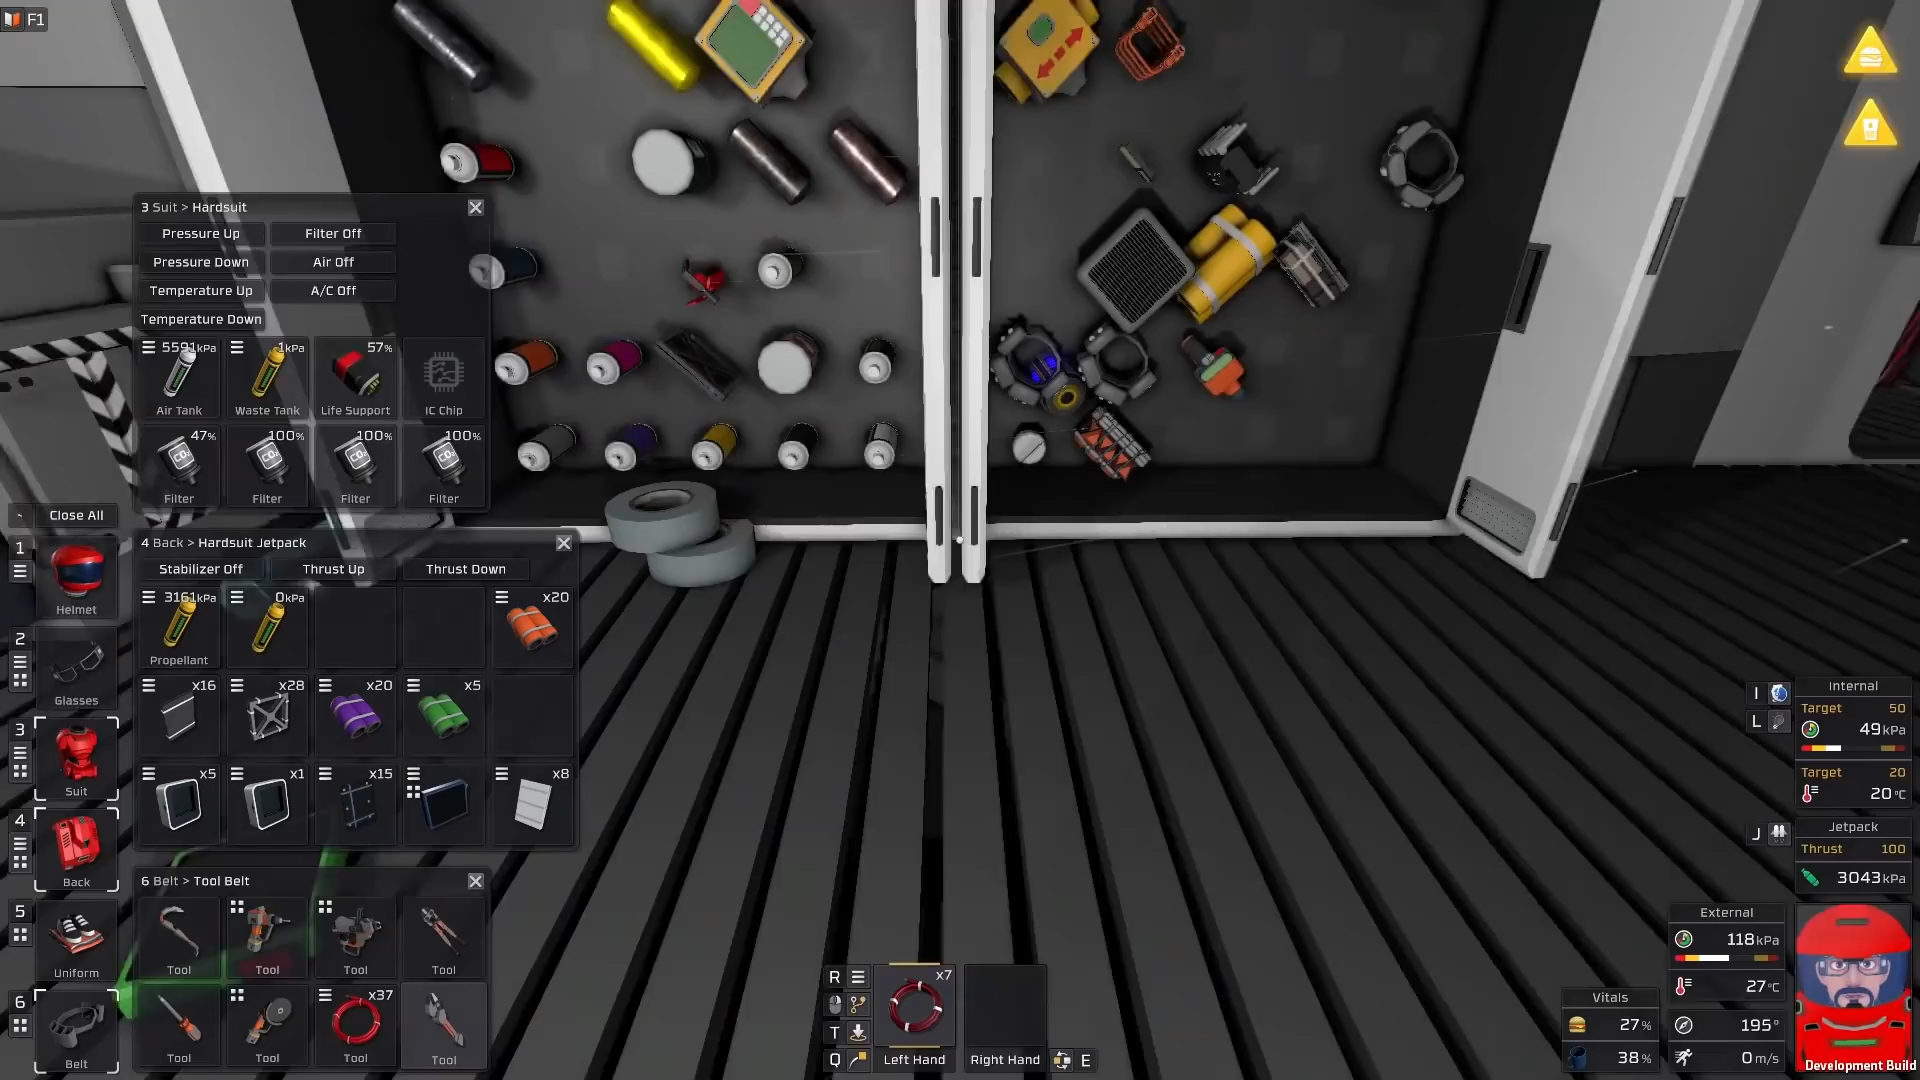 F1
3 Suit > Hardsuit
Pressure Up
Filter Off
Pressure Down
Air Off
Temperature Up
A/C Off
Temperature Down
5591kPa
1kPa
57%
Air Tank
Waste Tank
Life Support
IC Chip
47%
100%
100%
100%
CO₂
CO₂
CO₂
CO₂
Filter
Filter
Filter
Filter
~ Close All
1
Helmet
2
Glasses
3
Suit
4
Back
5
Uniform
6
Belt
4 Back > Hardsuit Jetpack
Stabilizer Off
Thrust Up
Thrust Down
3161kPa
0kPa
x20
Propellant
x16
x28
x20
x5
x5
x1
x15
x8
6 Belt > Tool Belt
Tool
Tool
Tool
Tool
x37
Tool
Tool
Tool
Tool
R
T
Q
x7
Left Hand
Right Hand
E
I
L
Internal
Target 50
49kPa
Target 20
20°C
J
Jetpack
Thrust 100
3043kPa
External
118kPa
27°C
195°
0m/s
Vitals
27%
38%
Development Build